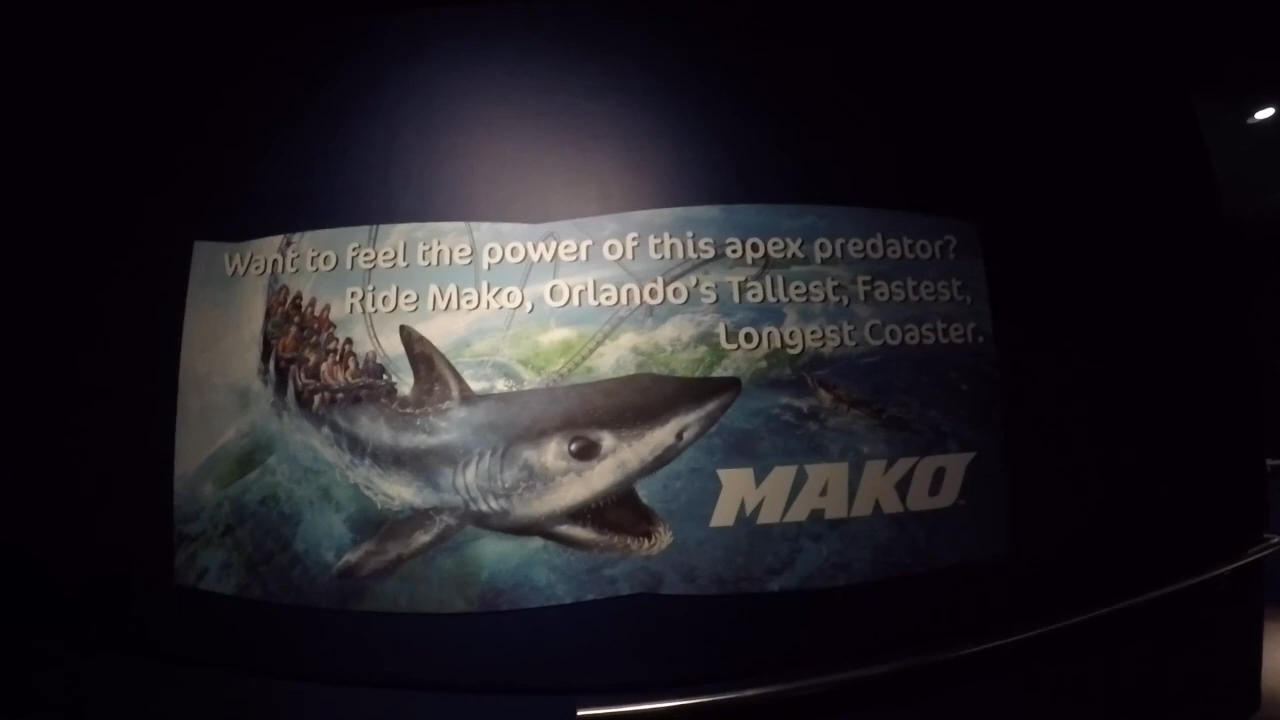 Want to feel the power of this apex predator?
Ride Mako, Orlando's Tallest, Fastest,
Longest Coaster.
MAKO